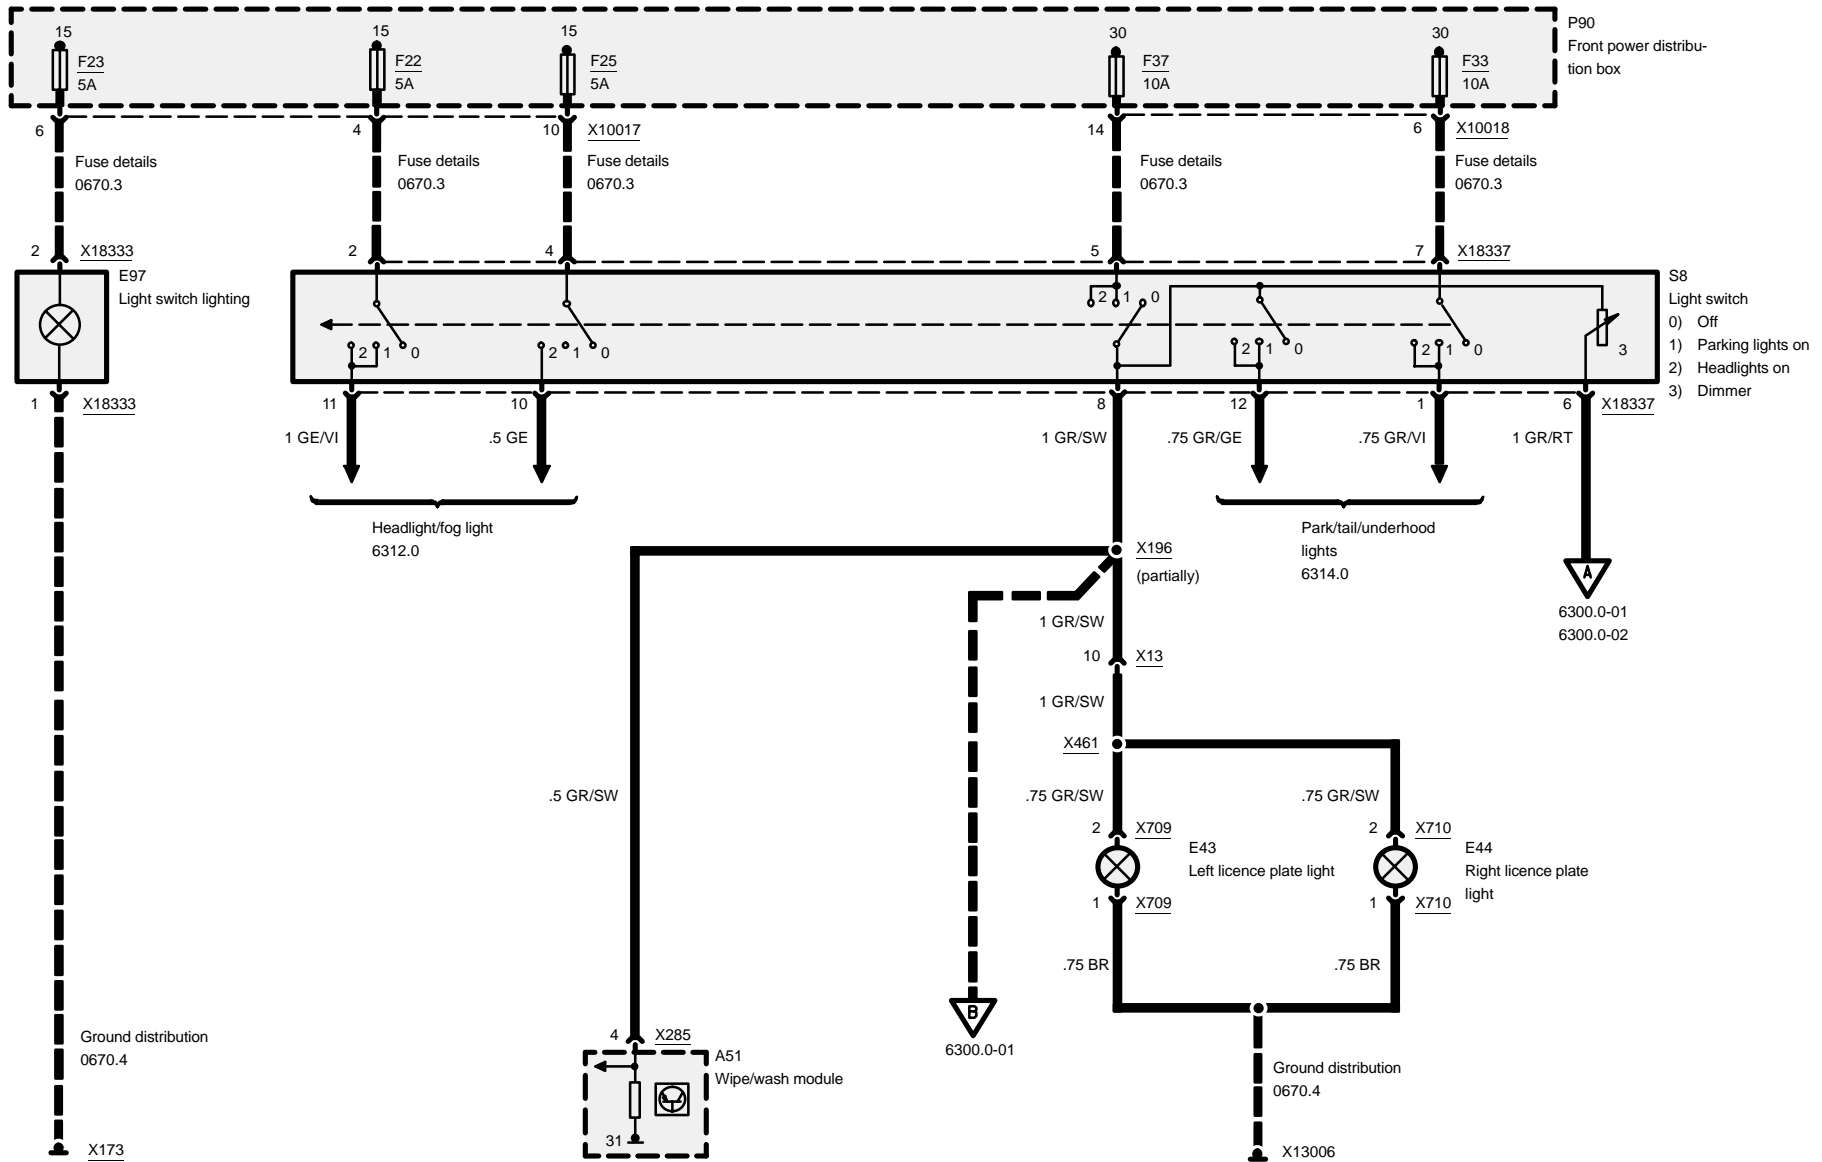 15
15
15
30
30
P90
Front power distribu-
tion box
F23
5A
F22
5A
F25
5A
F37
10A
F33
10A
6
4
10
X10017
14
6
X10018
Fuse details
0670.3
Fuse details
0670.3
Fuse details
0670.3
Fuse details
0670.3
Fuse details
0670.3
2
X18333
2
4
5
7
X18337
E97
Light switch lighting
S8
Light switch
0) Off
1) Parking lights on
2) Headlights on
3) Dimmer
2 1 0
2 1 0
2 1 0
2 1 0
2 1 0
3
1
X18333
11
10
8
12
1
6
X18337
1 GE/VI
.5 GE
1 GR/SW
.75 GR/GE
.75 GR/VI
1 GR/RT
Headlight/fog light
6312.0
Park/tail/underhood
lights
6314.0
X196
(partially)
A
6300.0-01
6300.0-02
1 GR/SW
10
X13
1 GR/SW
X461
.5 GR/SW
.75 GR/SW
.75 GR/SW
2
X709
2
X710
E43
Left licence plate light
E44
Right licence plate
light
1
X709
1
X710
.75 BR
.75 BR
B
6300.0-01
Ground distribution
0670.4
4
X285
A51
Wipe/wash module
31
Ground distribution
0670.4
X173
X13006